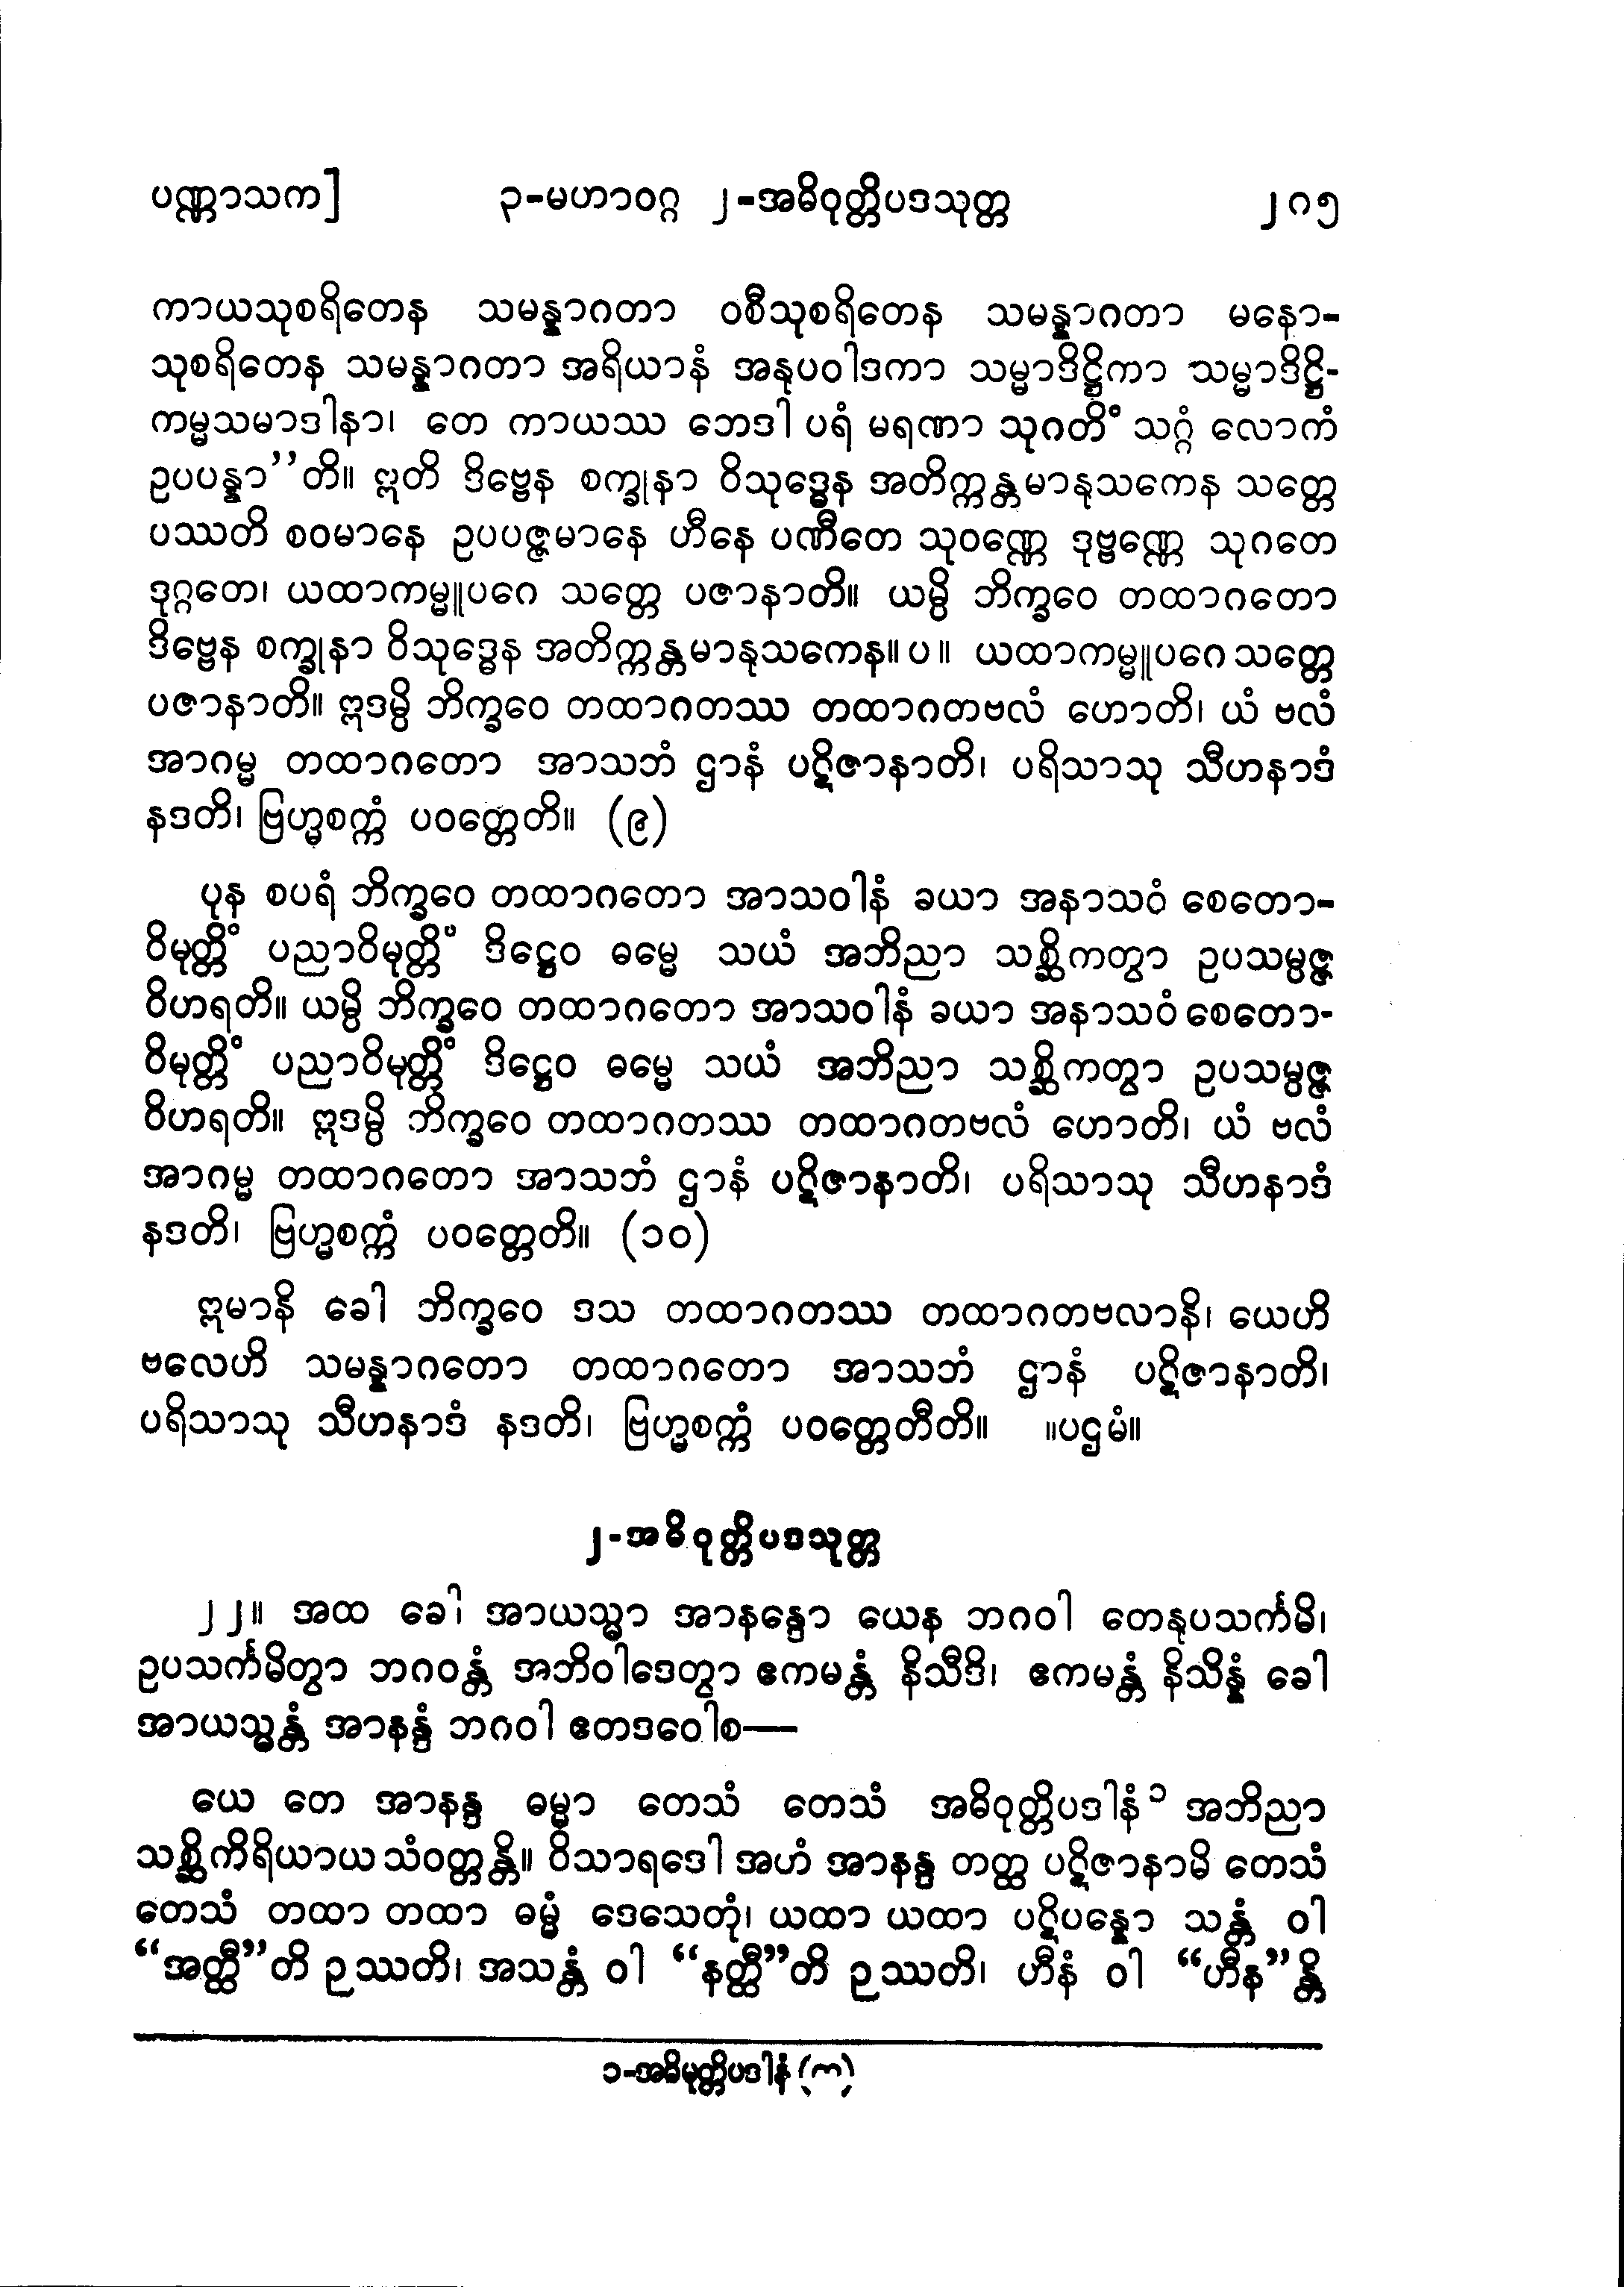 ပဏ္ဏာသက]	၃-မဟာဝဂ္ဂ ၂-အဓိဝုတ္တိပဒသုတ္တ	၂၈၅
ကာယသုစရိတေန သမန္နာဂတာ ဝစီသုစရိတေန သမန္နာဂတာ မနော-
သုစရိတေန သမန္နာဂတာ အရိယာနံ အနုပဝါဒကာ သမ္မာဒိဋ္ဌိကာ သမ္မာဒိဋ္ဌိ-
ကမ္မသမာဒါနာ၊ တေ ကာယဿ ဘေဒါ ပရံ မရဏာ သုဂတိံ သဂ္ဂံ လောကံ
ဥပပန္နာ’’တိ။ ဣတိ ဒိဗ္ဗေန စက္ခုနာ ဝိသုဒ္ဓေန အတိက္ကန္တမာနုသကေန သတ္တေ
ပဿတိ စဝမာနေ ဥပပဇ္ဇမာနေ ဟီနေ ပဏီတေ သုဝဏ္ဏေ ဒုဗ္ဗဏ္ဏေ သုဂတေ
ဒုဂ္ဂတေ၊ ယထာကမ္မူပဂေ သတ္တေ ပဇာနာတိ။ ယမ္ပိ ဘိက္ခဝေ တထာဂတော
ဒိဗ္ဗေန စက္ခုနာ ဝိသုဒ္ဓေန အတိက္ကန္တမာနုသကေန။ပ။ ယထာကမ္မူပဂေ သတ္တေ
ပဇာနာတိ။ ဣဒမ္ပိ ဘိက္ခဝေ တထာဂတဿ တထာဂတဗလံ ဟောတိ၊ ယံ ဗလံ
အာဂမ္မ တထာဂတော အာသဘံ ဌာနံ ပဋိဇာနာတိ၊ ပရိသာသု သီဟနာဒံ
နဒတိ၊ ဗြဟ္မစက္ကံ ပဝတ္တေတိ။ (၉)
ပုန စပရံ ဘိက္ခဝေ တထာဂတော အာသဝါနံ ခယာ အနာသဝံ စေတော-
ဝိမုတ္တိံ ပညာဝိမုတ္တိံ ဒိဋ္ဌေဝ ဓမ္မေ သယံ အဘိညာ သစ္ဆိကတွာ ဥပသမ္ပဇ္ဇ
ဝိဟရတိ။ ယမ္ပိ ဘိက္ခဝေ တထာဂတော အာသဝါနံ ခယာ အနာသဝံ စေတော-
ဝိမုတ္တိံ ပညာဝိမုတ္တိံ ဒိဋ္ဌေဝ ဓမ္မေ သယံ အဘိညာ သစ္ဆိကတွာ ဥပသမ္ပဇ္ဇ
ဝိဟရတိ။ ဣဒမ္ပိ ဘိက္ခဝေ တထာဂတဿ တထာဂတဗလံ ဟောတိ၊ ယံ ဗလံ
အာဂမ္မ တထာဂတော အာသဘံ ဌာနံ ပဋိဇာနာတိ၊ ပရိသာသု သီဟနာဒံ
နဒတိ၊ ဗြဟ္မစက္ကံ ပဝတ္တေတိ။ (၁၀)
ဣမာနိ ခေါ ဘိက္ခဝေ ဒသ တထာဂတဿ တထာဂတဗလာနိ၊ ယေဟိ
ဗလေဟိ သမန္နာဂတော တထာဂတော အာသဘံ ဌာနံ ပဋိဇာနာတိ၊
ပရိသာသု သီဟနာဒံ နဒတိ၊ ဗြဟ္မစက္ကံ ပဝတ္တေတီတိ။ ။ပဌမံ။
၂-အဓိဝုတ္တိပဒသုတ္တ
၂၂။ အထ ခေါ အာယသ္မာ အာနန္ဒော ယေန ဘဂဝါ တေနုပသင်္ကမိ၊
ဥပသင်္ကမိတွာ ဘဂဝန္တံ အဘိဝါဒေတွာ ဧကမန္တံ နိသီဒိ၊ ဧကမန္တံ နိသိန္နံ ခေါ
အာယသ္မန္တံ အာနန္ဒံ ဘဂဝါ ဧတဒဝေါစ—
ယေ တေ အာနန္ဒ ဓမ္မာ တေသံ တေသံ အဓိဝုတ္တိပဒါနံ ၁ အဘိညာ
သစ္ဆိကိရိယာယ သံဝတ္တန္တိ။ ဝိသာရဒေါ အဟံ အာနန္ဒ တတ္ထ ပဋိဇာနာမိ တေသံ
တေသံ တထာ တထာ ဓမ္မံ ဒေသေတုံ၊ ယထာ ယထာ ပဋိပန္နော သန္တံ ဝါ
“အတ္ထီ”တိ ဉဿတိ၊ အသန္တံ ဝါ “နတ္ထီ”တိ ဉဿတိ၊ ဟီနံ ဝါ “ဟီန”န္တိ
၁-အဓိမုတ္တိပဒါနံ (က)